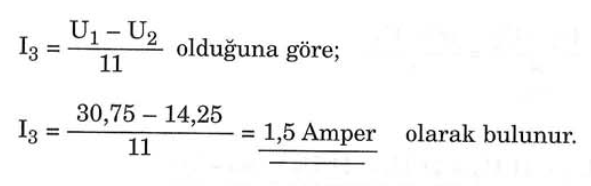 I₃ = (U₁ – U₂) / 11 olduğuna göre;
I₃ = (30,75 – 14,25) / 11 = 1,5 Amper olarak bulunur.